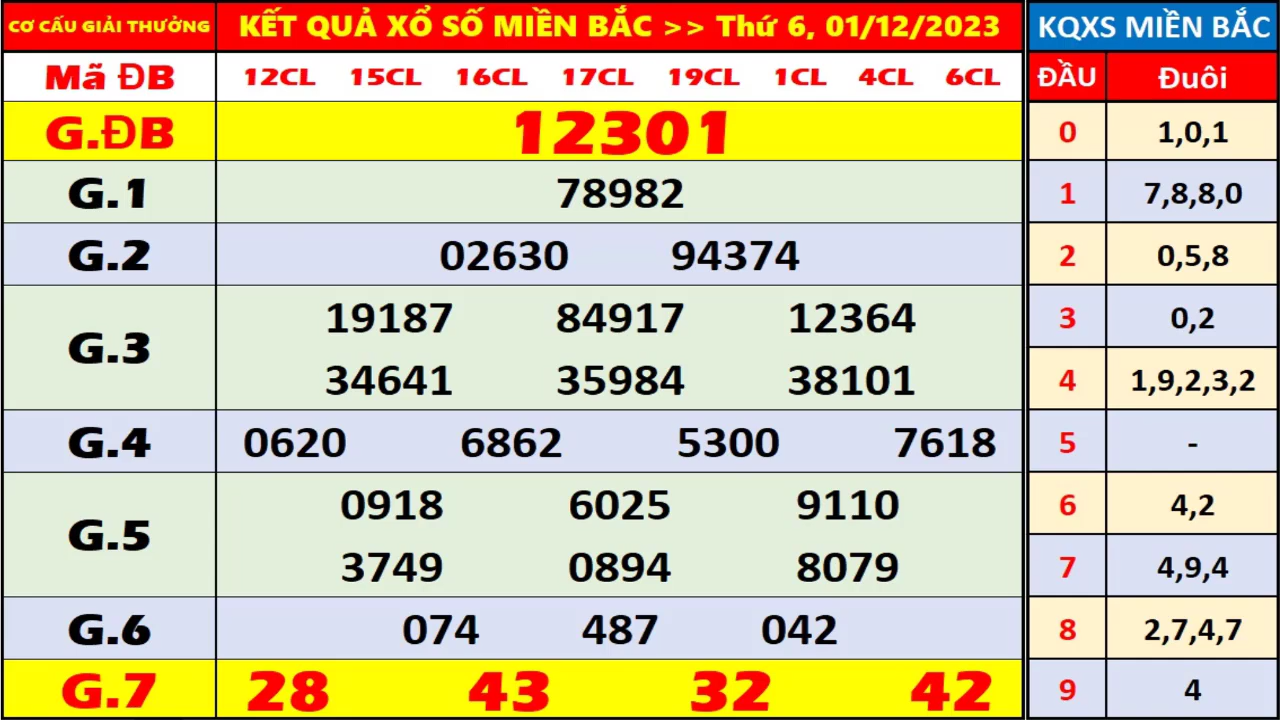 CƠ CẤU GIẢI THƯỞNG KẾT QUẢ XỔ SỐ MIỀN BẮC >> Thứ 6, 01/12/2023 KQXS MIỀN BẮC
Mã ĐB 12CL 15CL 16CL 17CL 19CL 1CL 4CL 6CL ĐẦU Đuôi
G.ĐB 12301 0 1,0,1
G.1 78982 1 7,8,8,0
G.2 02630 94374 2 0,5,8
G.3 19187 84917 12364 3 0,2
34641 35984 38101 4 1,9,2,3,2
G.4 0620 6862 5300 7618 5 -
G.5 0918 6025 9110 6 4,2
3749 0894 8079 7 4,9,4
G.6 074 487 042 8 2,7,4,7
G.7 28 43 32 42 9 4